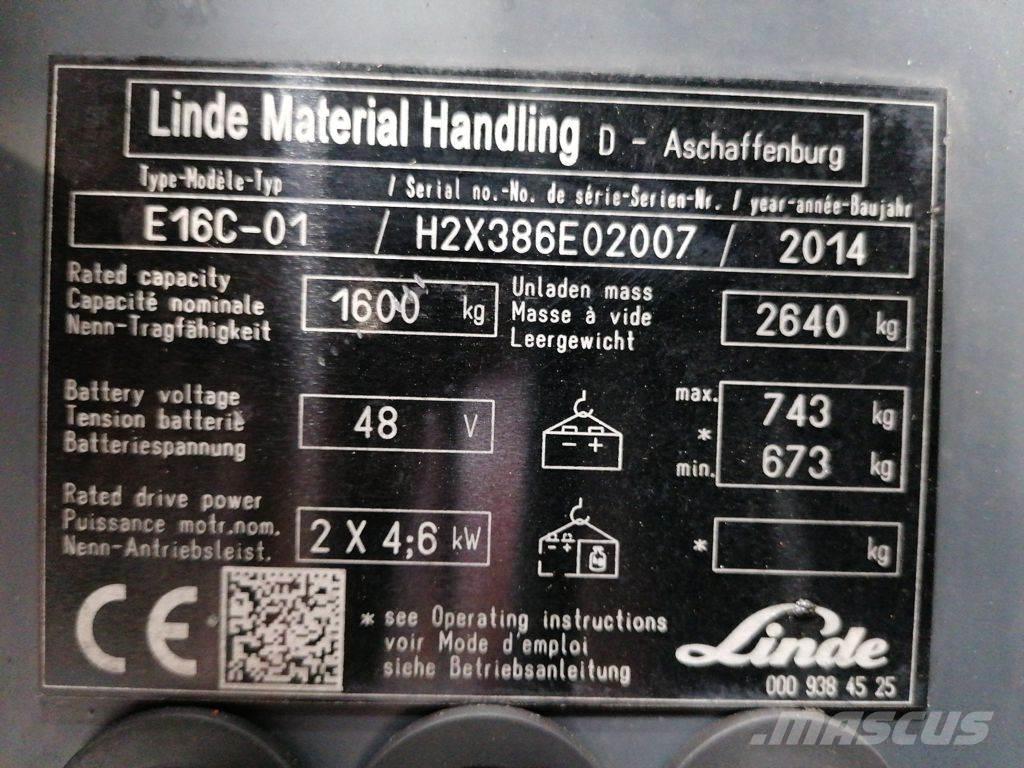 Linde Material Handling D - Aschaffenburg
Type-Modèle-Typ / Serial no.-No. de série-Serien-Nr. / year-année-Baujahr
E16C-01 / H2X386E02007 / 2014
Rated capacity
Capacité nominale
Nenn-Tragfähigkeit
1600 kg
Unladen mass
Masse à vide
Leergewicht
2640 kg
Battery voltage
Tension batterie
Batteriespannung
48 V
- +
max. 743 kg
*
min. 673 kg
Rated drive power
Puissance motr.nom.
Nenn-Antriebsleist.
2 X 4;6 kW
- +
kg
* kg
CE
* see Operating instructions
voir Mode d'emploi
siehe Betriebsanleitung
Linde
000 938 45 25
MASCUS